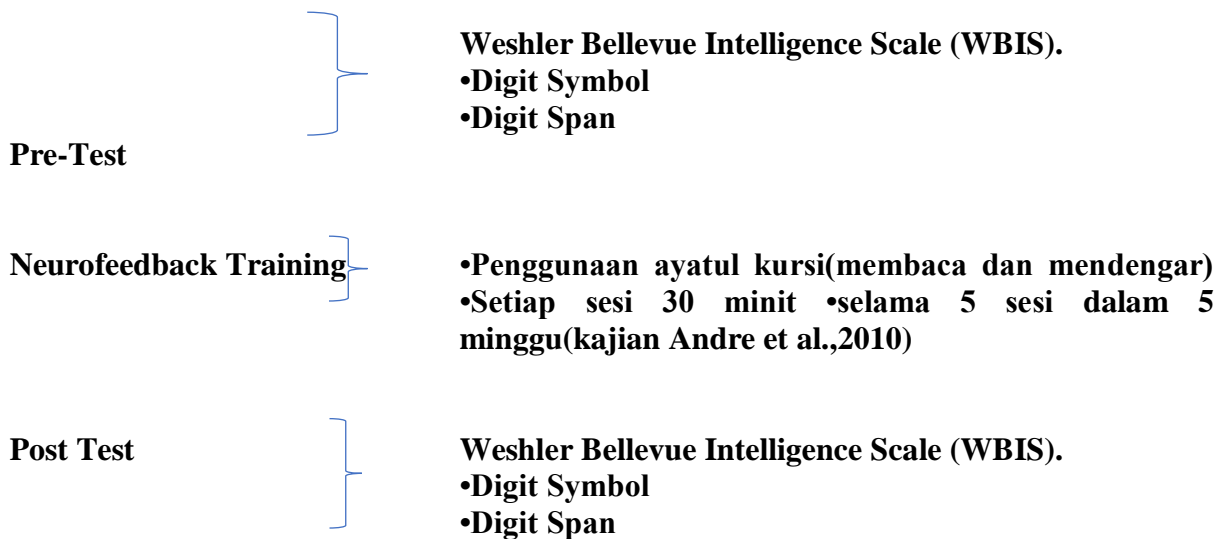 Weshler Bellevue Intelligence Scale (WBIS).
•Digit Symbol
•Digit Span
Pre-Test
Neurofeedback Training
•Penggunaan ayatul kursi(membaca dan mendengar)
•Setiap sesi 30 minit •selama 5 sesi dalam 5
minggu(kajian Andre et al.,2010)
Post Test
Weshler Bellevue Intelligence Scale (WBIS).
•Digit Symbol
•Digit Span